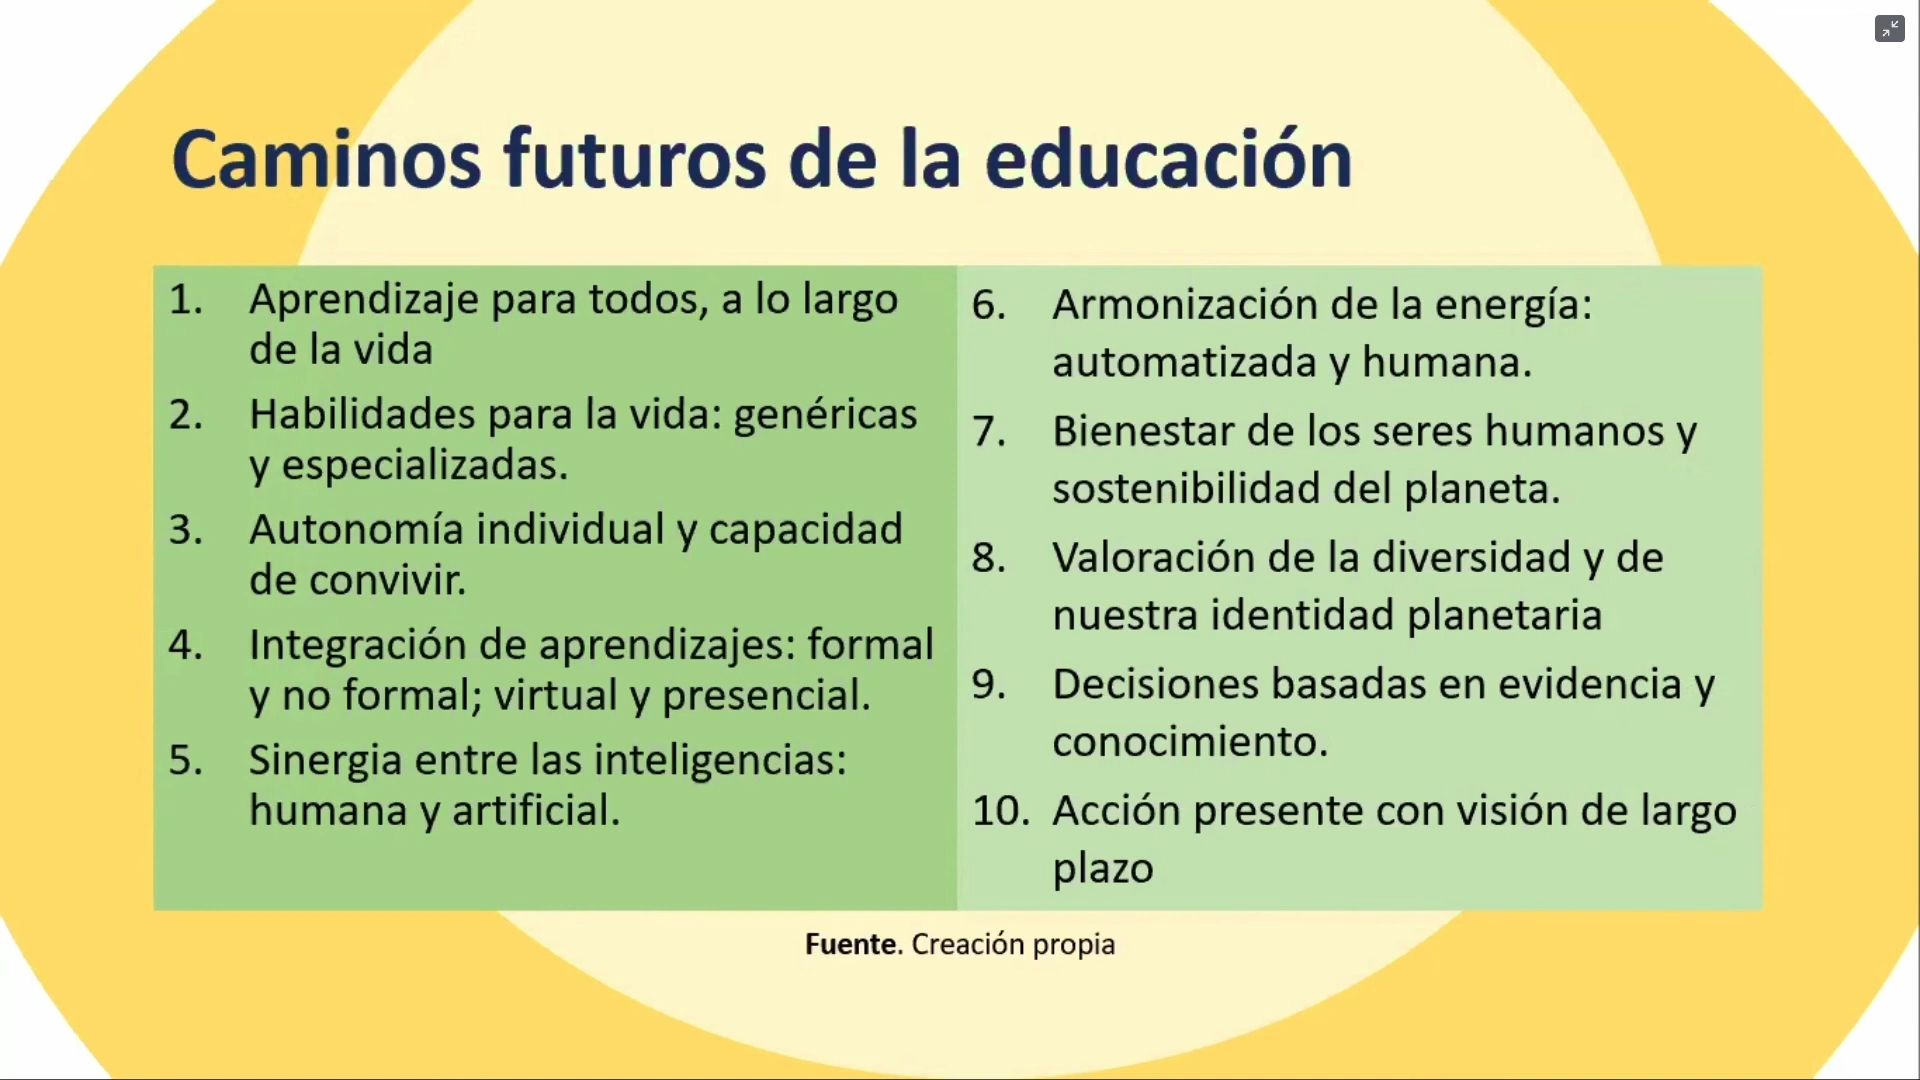 Caminos futuros de la educación
1. Aprendizaje para todos, a lo largo
de la vida
2. Habilidades para la vida: genéricas
y especializadas.
3. Autonomía individual y capacidad
de convivir.
4. Integración de aprendizajes: formal
y no formal; virtual y presencial.
5. Sinergia entre las inteligencias:
humana y artificial.
6. Armonización de la energía:
automatizada y humana.
7. Bienestar de los seres humanos y
sostenibilidad del planeta.
8. Valoración de la diversidad y de
nuestra identidad planetaria
9. Decisiones basadas en evidencia y
conocimiento.
10. Acción presente con visión de largo
plazo
Fuente. Creación propia